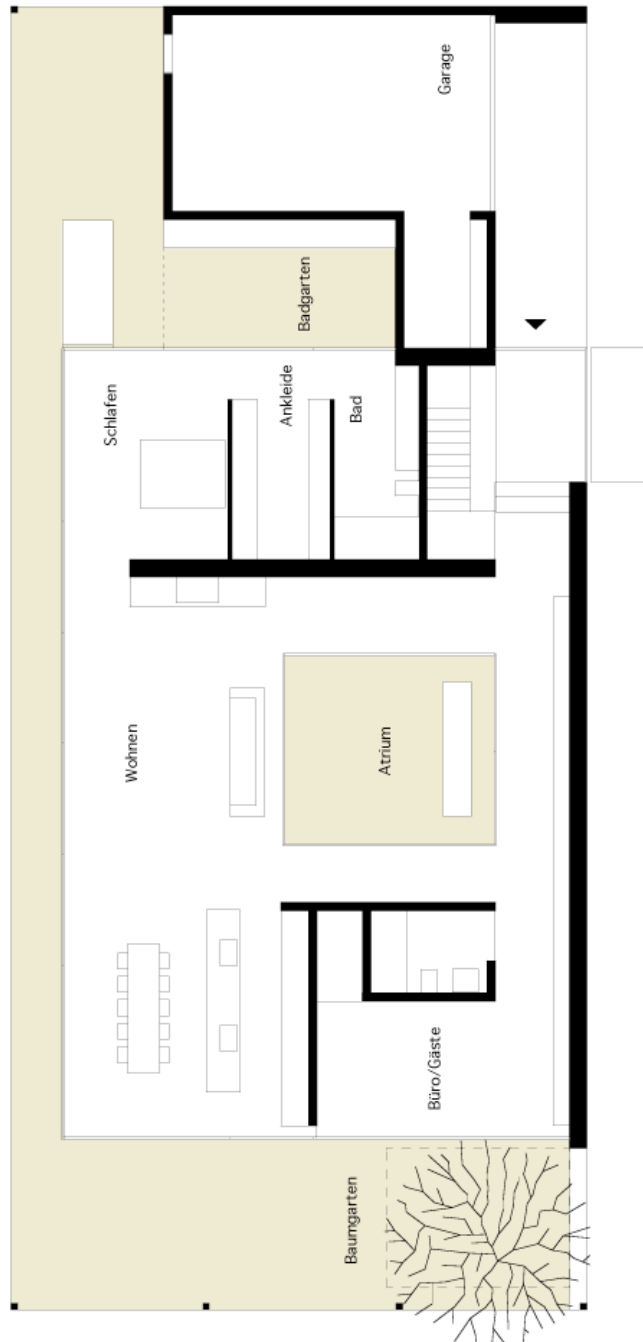 Garage
Badgarten
Schlafen
Ankleide
Bad
Wohnen
Atrium
Büro/Gäste
Baumgarten